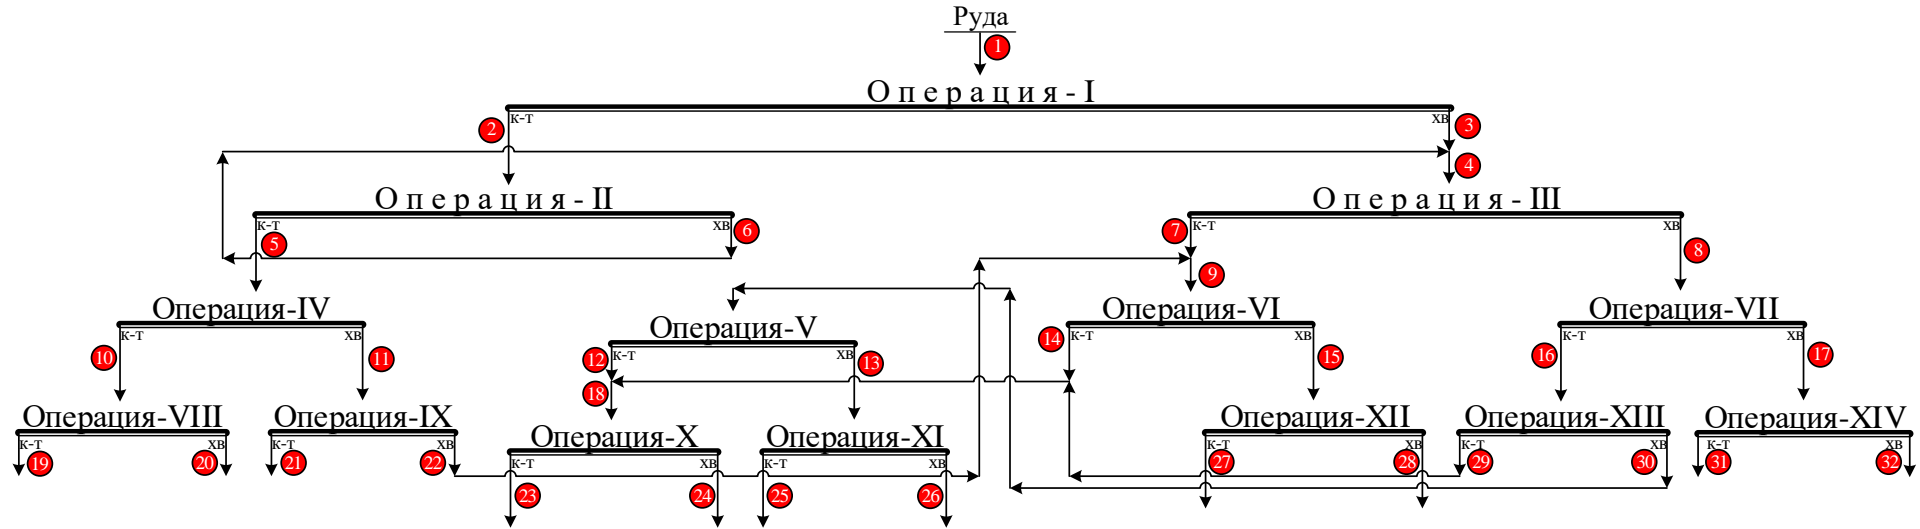 Руда
1
О п е р а ц и я - I
к-т хв
2 3
4
О п е р а ц и я - II О п е р а ц и я - III
к-т хв к-т хв
5 6 7 8
9
Операция-IV Операция-V Операция-VI Операция-VII
к-т хв к-т хв к-т хв к-т хв
10 11 12 13 14 15 16 17
18
Операция-VIII Операция-IX Операция-X Операция-XI Операция-XII Операция-XIII Операция-XIV
к-т хв к-т хв к-т хв к-т хв к-т хв к-т хв к-т хв
19 20 21 22 23 24 25 26 27 28 29 30 31 32